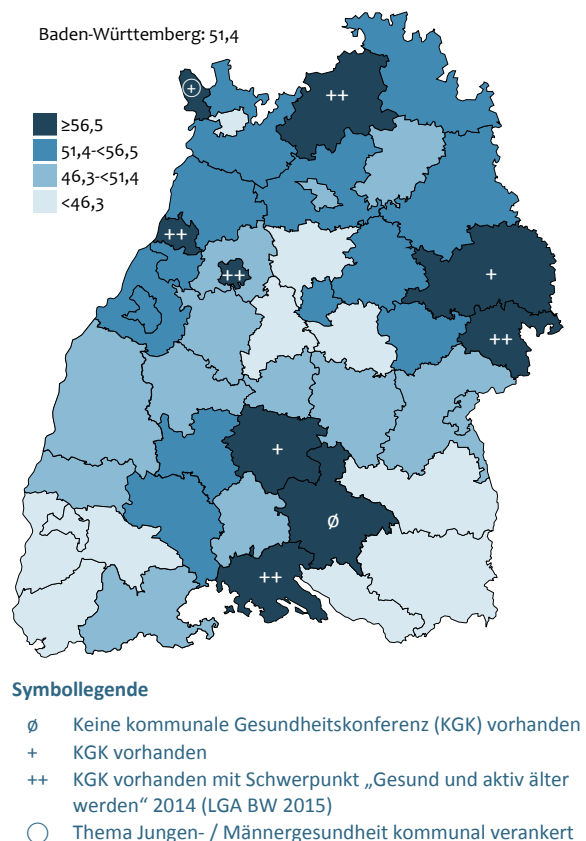 Baden-Württemberg: 51,4
≥56,5
51,4-<56,5
46,3-<51,4
<46,3
+
++
++
++
+
++
+
ø
++
Symbollegende
ø Keine kommunale Gesundheitskonferenz (KGK) vorhanden
+ KGK vorhanden
++ KGK vorhanden mit Schwerpunkt „Gesund und aktiv älter
werden“ 2014 (LGA BW 2015)
◯ Thema Jungen- / Männergesundheit kommunal verankert